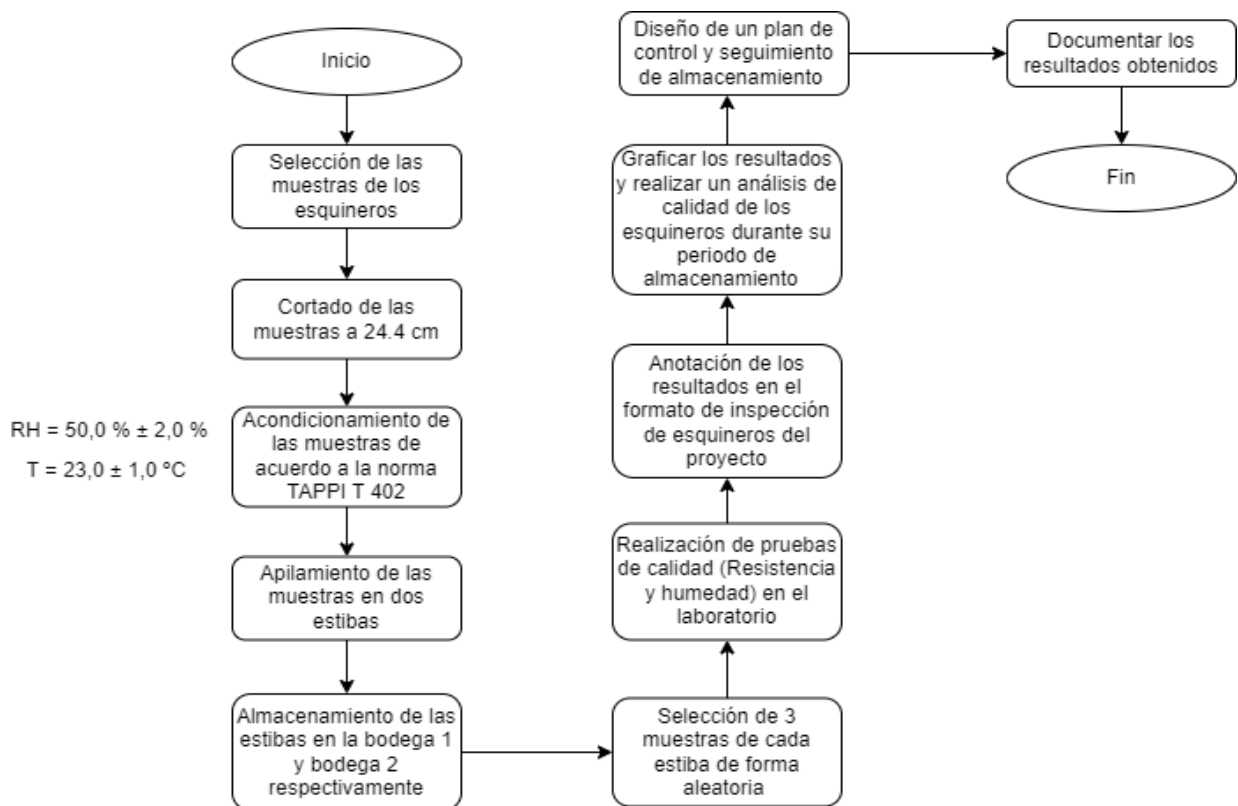 Inicio
Selección de las
muestras de los
esquineros
Cortado de las
muestras a 24.4 cm
RH = 50,0 % ± 2,0 %
T = 23,0 ± 1,0 ºC
Acondicionamiento de
las muestras de
acuerdo a la norma
TAPPI T 402
Apilamiento de las
muestras en dos
estibas
Almacenamiento de las
estibas en la bodega 1
y bodega 2
respectivamente
Selección de 3
muestras de cada
estiba de forma
aleatoria
Realización de pruebas
de calidad (Resistencia
y humedad) en el
laboratorio
Anotación de los
resultados en el
formato de inspección
de esquineros del
proyecto
Graficar los resultados
y realizar un análisis de
calidad de los
esquineros durante su
periodo de
almacenamiento
Diseño de un plan de
control y seguimiento
de almacenamiento
Documentar los
resultados obtenidos
Fin